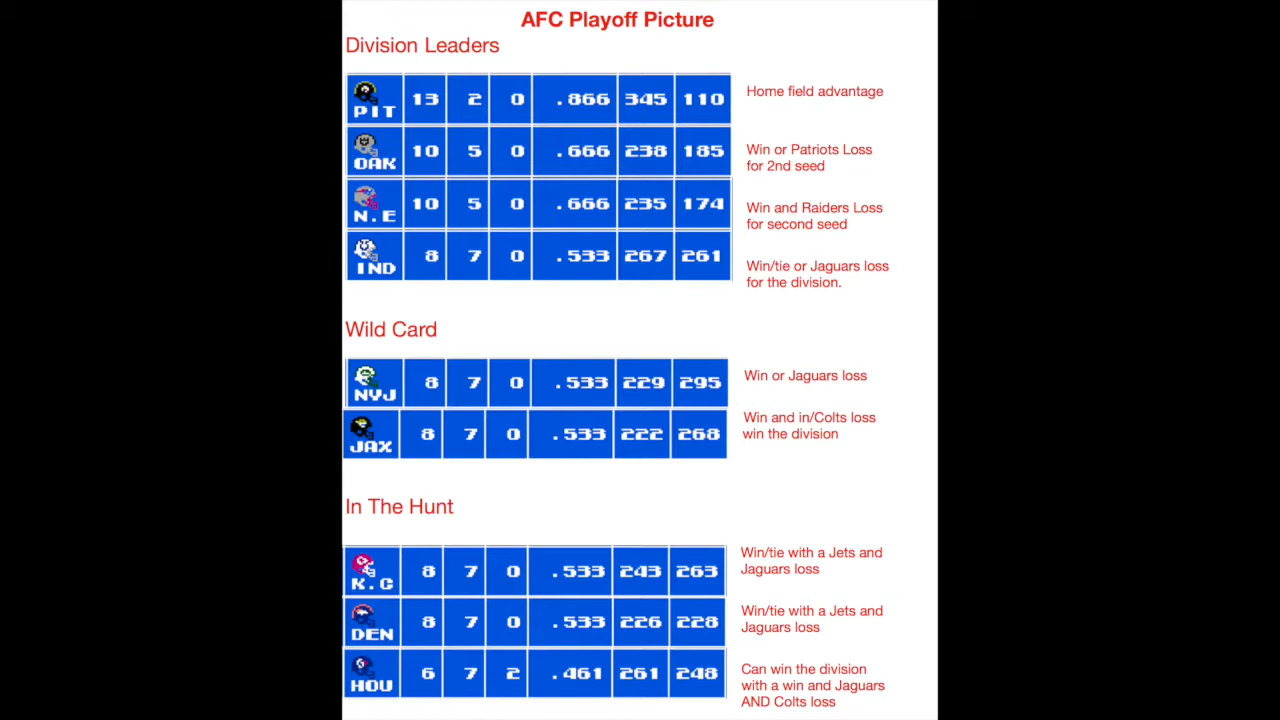 AFC Playoff Picture
Division Leaders
PIT 13 2 0 .866 345 110
Home field advantage
OAK 10 5 0 .666 238 185
Win or Patriots Loss
for 2nd seed
N.E 10 5 0 .666 235 174
Win and Raiders Loss
for second seed
IND 8 7 0 .533 267 261
Win/tie or Jaguars loss
for the division.
Wild Card
NYJ 8 7 0 .533 229 295
Win or Jaguars loss
JAX 8 7 0 .533 222 268
Win and in/Colts loss
win the division
In The Hunt
K.C 8 7 0 .533 243 263
Win/tie with a Jets and
Jaguars loss
DEN 8 7 0 .533 226 228
Win/tie with a Jets and
Jaguars loss
HOU 6 7 2 .461 261 248
Can win the division
with a win and Jaguars
AND Colts loss